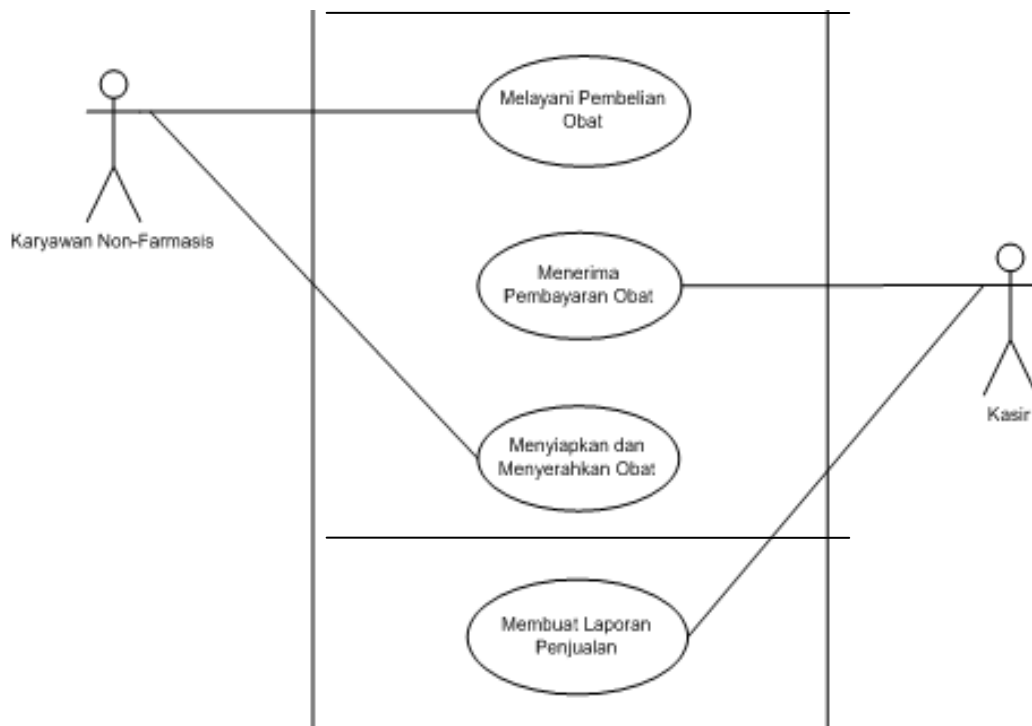 Melayani Pembelian
Obat
Karyawan Non-Farmasis
Menerima
Pembayaran Obat
Kasir
Menyiapkan dan
Menyerahkan Obat
Membuat Laporan
Penjualan